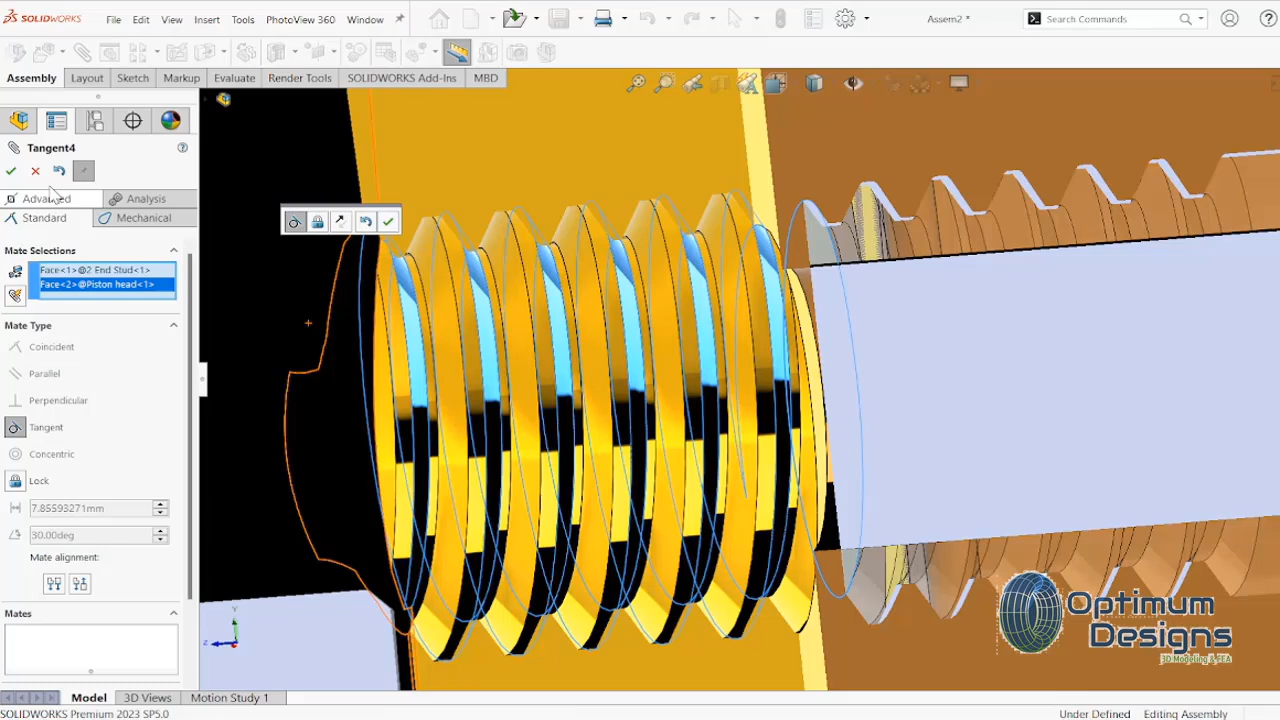 SOLIDWORKS File Edit View Insert Tools PhotoView 360 Window Assem2 * Search Commands
Assembly Layout Sketch Markup Evaluate Render Tools SOLIDWORKS Add-Ins MBD
Tangent4
Advanced Analysis
Standard Mechanical
Mate Selections
Face<1>@2 End Stud<1>
Face<2>@Piston head<1>
Mate Type
Coincident
Parallel
Perpendicular
Tangent
Concentric
Lock
7.85593271mm
30.00deg
Mate alignment:
Mates
Y
Z
Optimum
Designs
3D Modeling & FEA
Model 3D Views Motion Study 1
SOLIDWORKS Premium 2023 SP5.0 Under Defined Editing Assembly